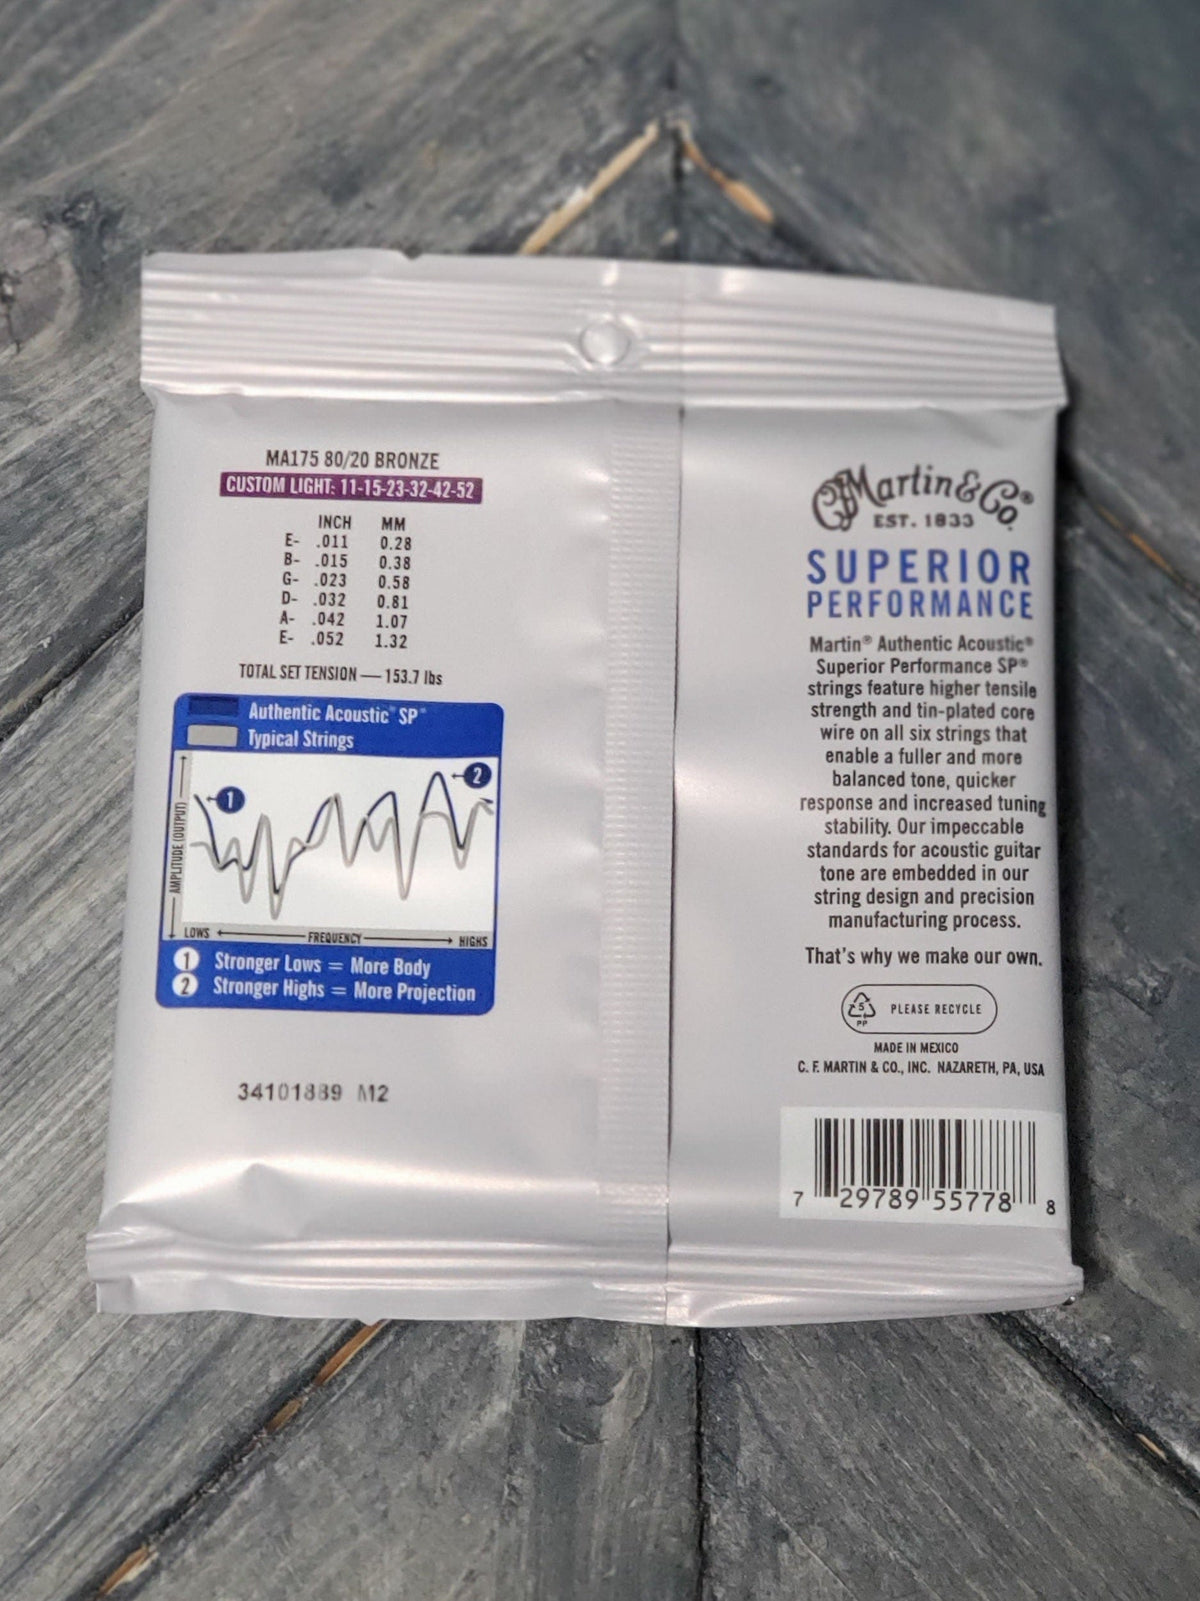 MA175 80/20 BRONZE
CUSTOM LIGHT: 11-15-23-32-42-52
INCH MM
E- .011 0.28
B- .015 0.38
G- .023 0.58
D- .032 0.81
A- .042 1.07
E- .052 1.32
TOTAL SET TENSION — 153.7 lbs
Authentic Acoustic® SP®
Typical Strings
1
2
AMPLITUDE (OUTPUT)
LOWS FREQUENCY HIGHS
1 Stronger Lows = More Body
2 Stronger Highs = More Projection
34101889 M2
CF Martin & Co.®
EST. 1833
SUPERIOR
PERFORMANCE
Martin® Authentic Acoustic®
Superior Performance SP®
strings feature higher tensile
strength and tin-plated core
wire on all six strings that
enable a fuller and more
balanced tone, quicker
response and increased tuning
stability. Our impeccable
standards for acoustic guitar
tone are embedded in our
string design and precision
manufacturing process.
That's why we make our own.
5
PP
PLEASE RECYCLE
MADE IN MEXICO
C. F. MARTIN & CO., INC. NAZARETH, PA, USA
7 29789 55778 8